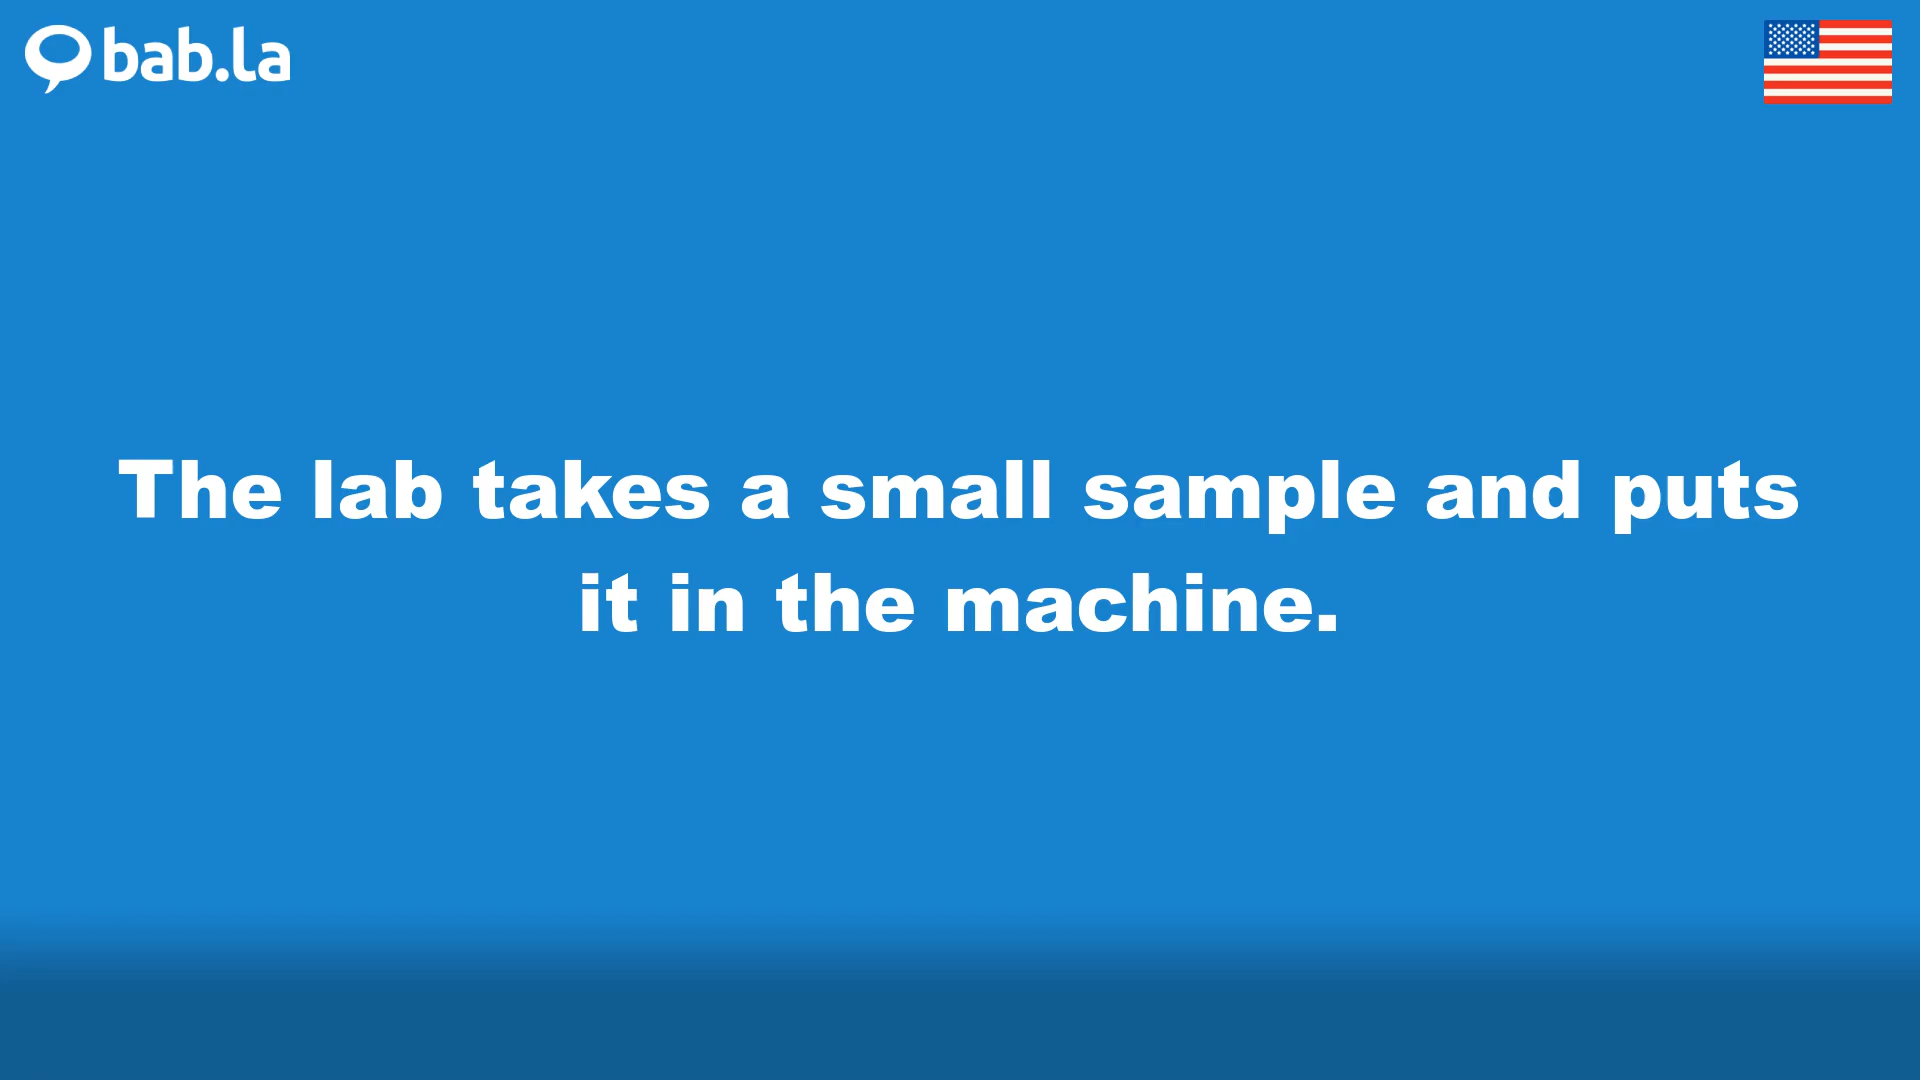 bab.la
The lab takes a small sample and puts
it in the machine.